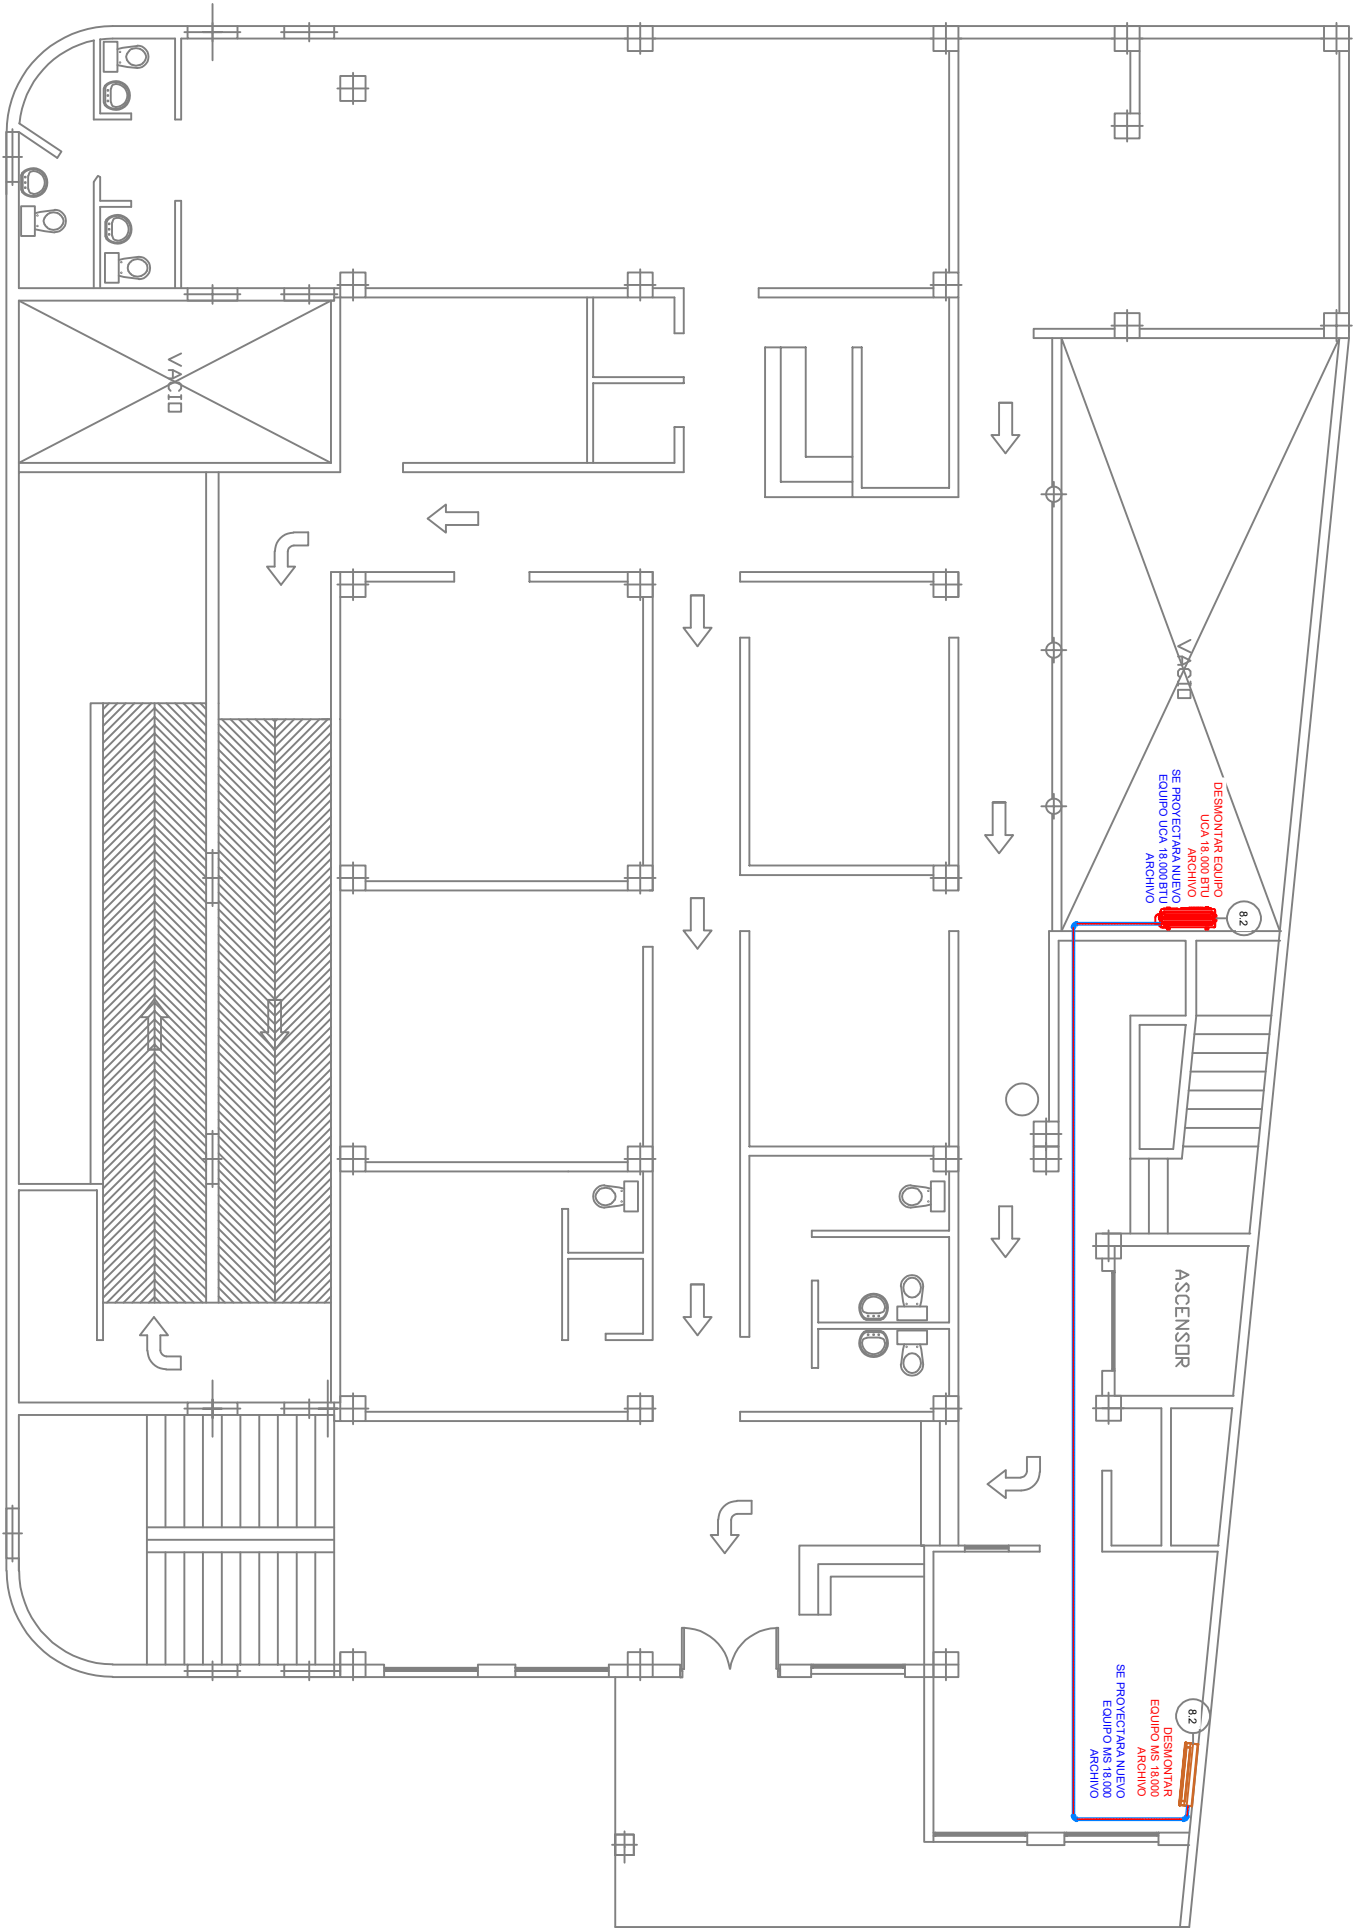 VACIO
VACIO
DESMONTAR EQUIPO
UCA 18.000 BTU
ARCHIVO
SE PROYECTARA NUEVO
EQUIPO UCA 18.000 BTU
ARCHIVO
8.2
ASCENSOR
8.2
DESMONTAR
EQUIPO MS 18.000
ARCHIVO
SE PROYECTARA NUEVO
EQUIPO MS 18.000
ARCHIVO